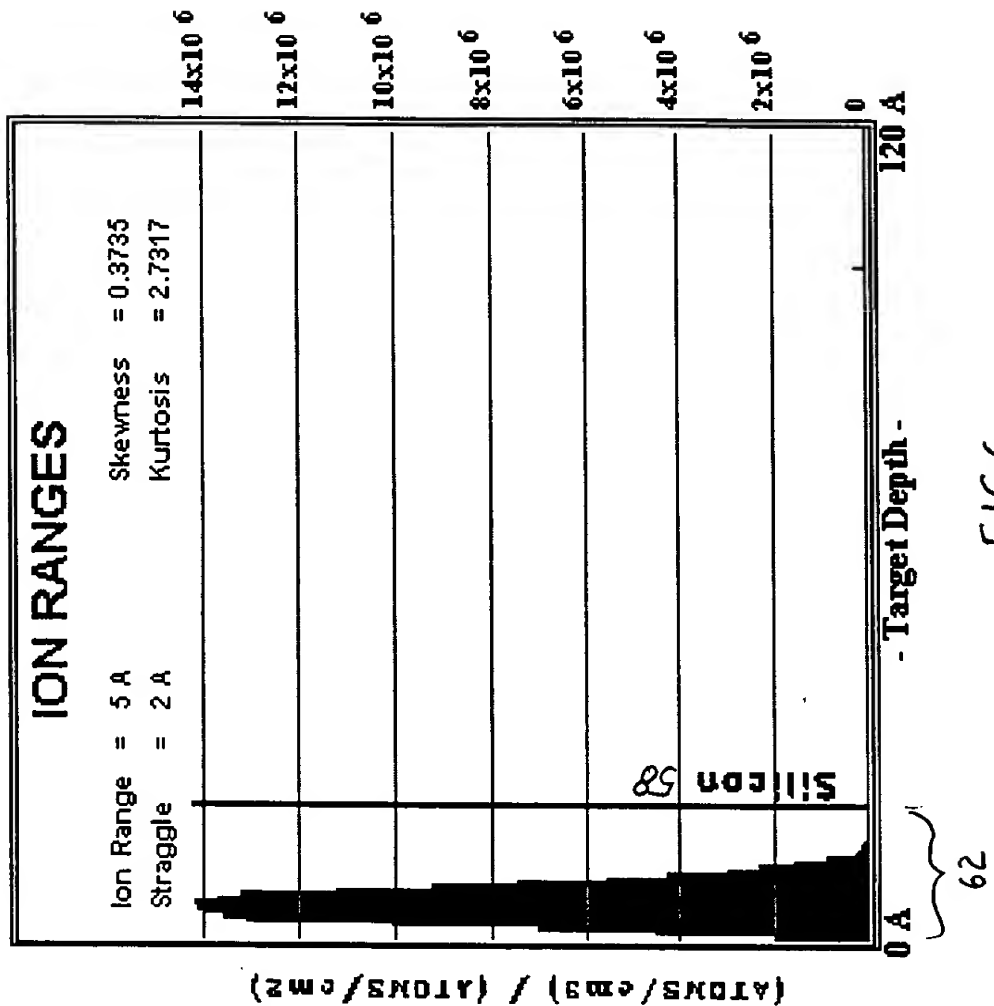 ION RANGES
Ion Range = 5 A Skewness = 0.3735
Straggle = 2 A Kurtosis = 2.7317
14x10 6
12x10 6
10x10 6
8x10 6
6x10 6
4x10 6
2x10 6
0
(ATOMS/cm3) / (ATOMS/cm2)
Silicon 58
0 A
120 A
- Target Depth -
62